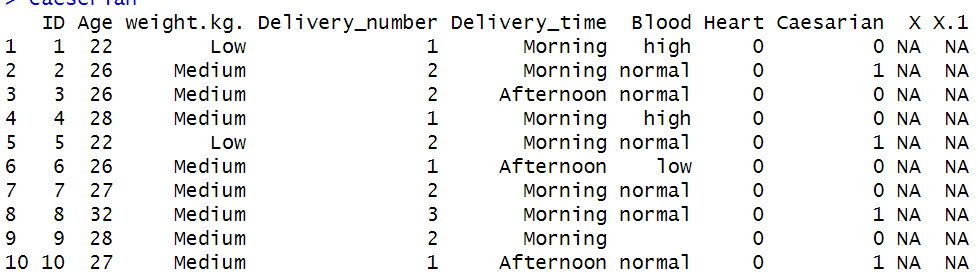 > caeserian
ID Age weight.kg. Delivery_number Delivery_time Blood Heart Caesarian X X.1
1 1 22 Low 1 Morning high 0 0 NA NA
2 2 26 Medium 2 Morning normal 0 1 NA NA
3 3 26 Medium 2 Afternoon normal 0 0 NA NA
4 4 28 Medium 1 Morning high 0 0 NA NA
5 5 22 Low 2 Morning normal 0 1 NA NA
6 6 26 Medium 1 Afternoon low 0 0 NA NA
7 7 27 Medium 2 Morning normal 0 0 NA NA
8 8 32 Medium 3 Morning normal 0 1 NA NA
9 9 28 Medium 2 Morning 0 0 NA NA
10 10 27 Medium 1 Afternoon normal 0 1 NA NA